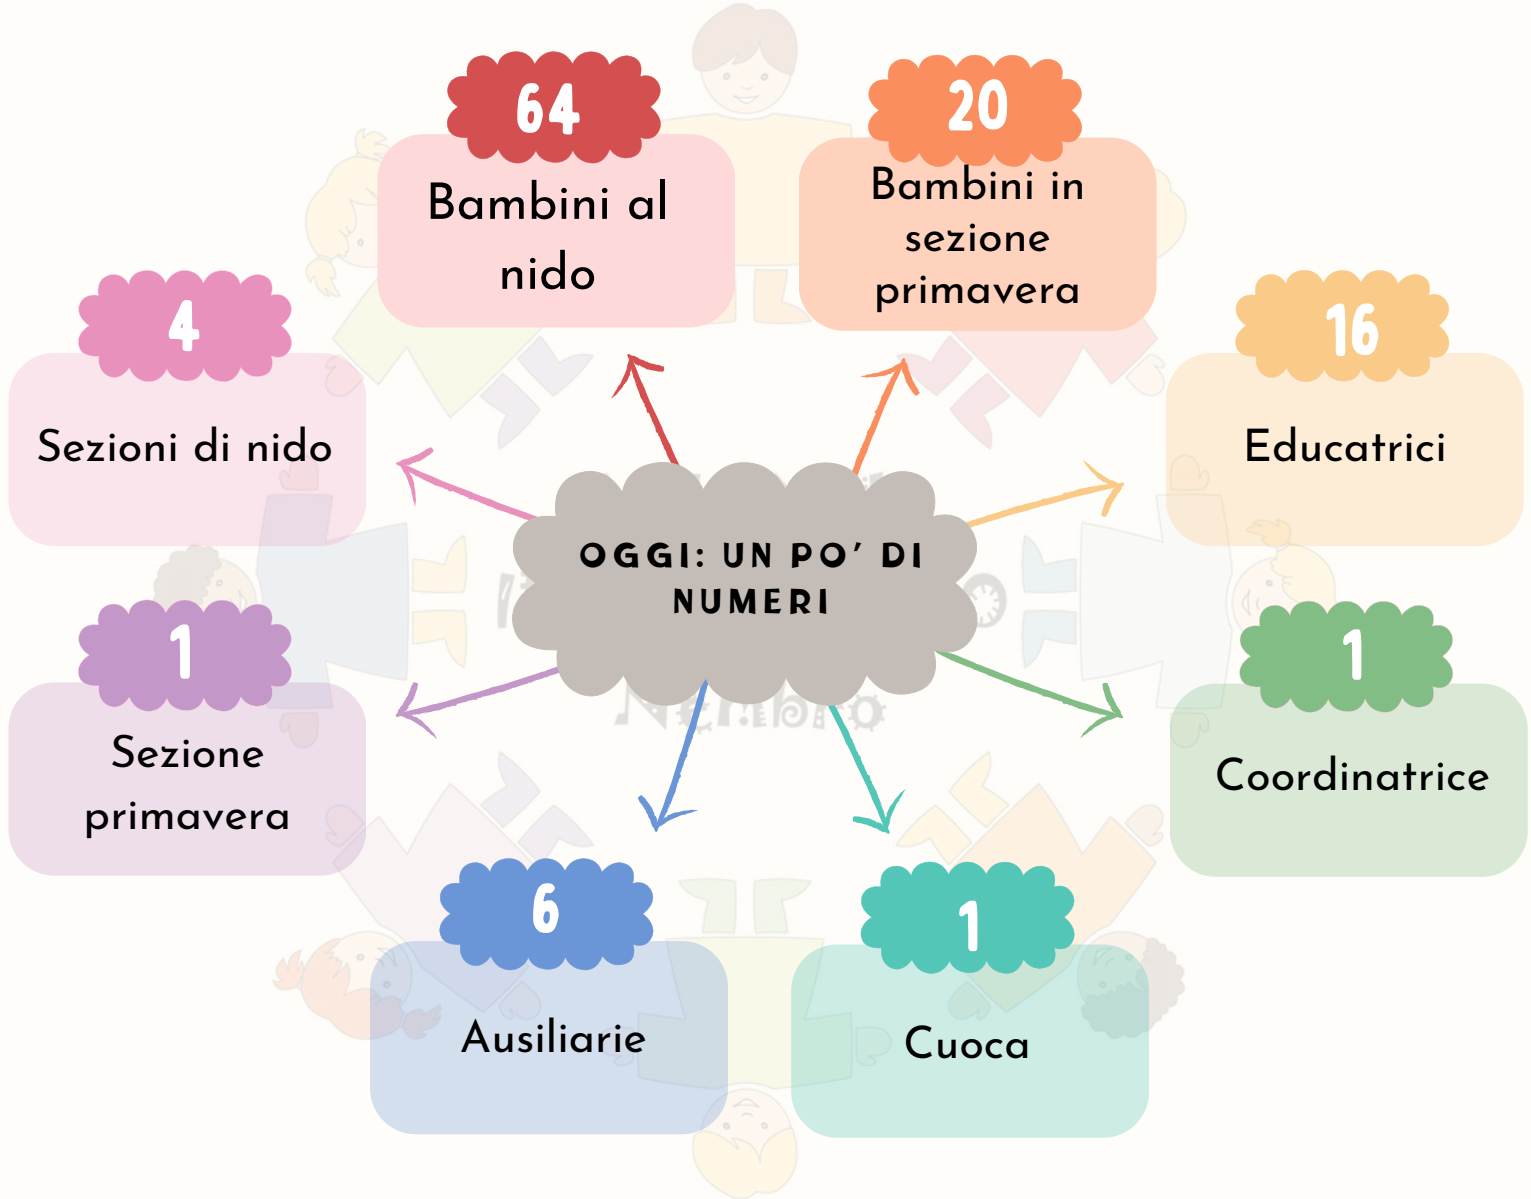 64
Bambini al
nido
20
Bambini in
sezione
primavera
4
Sezioni di nido
16
Educatrici
OGGI: UN PO' DI
NUMERI
1
Sezione
primavera
1
Coordinatrice
6
Ausiliarie
1
Cuoca
Nembro